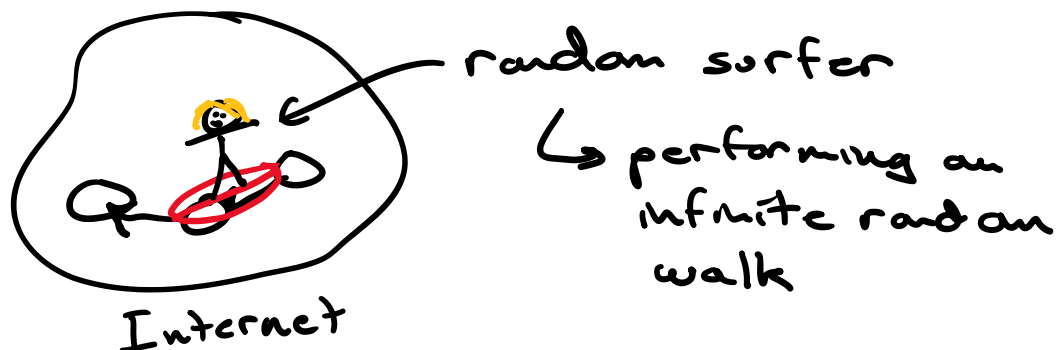 random surfer
performing an
infinite random
walk
Internet